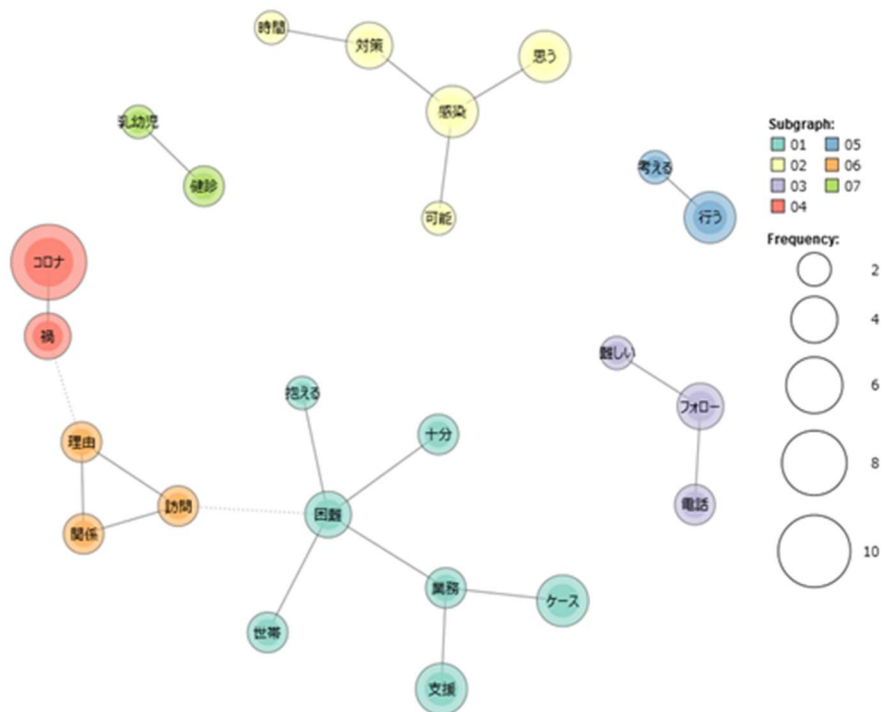 時間
対策
思う
感染
乳幼児
健診
可能
考える
行う
コロナ
禍
理由
訪問
関係
抱える
十分
困難
業務
ケース
世帯
支援
難しい
フォロー
電話
Subgraph:
01 05
02 06
03 07
04
Frequency:
2
4
6
8
10